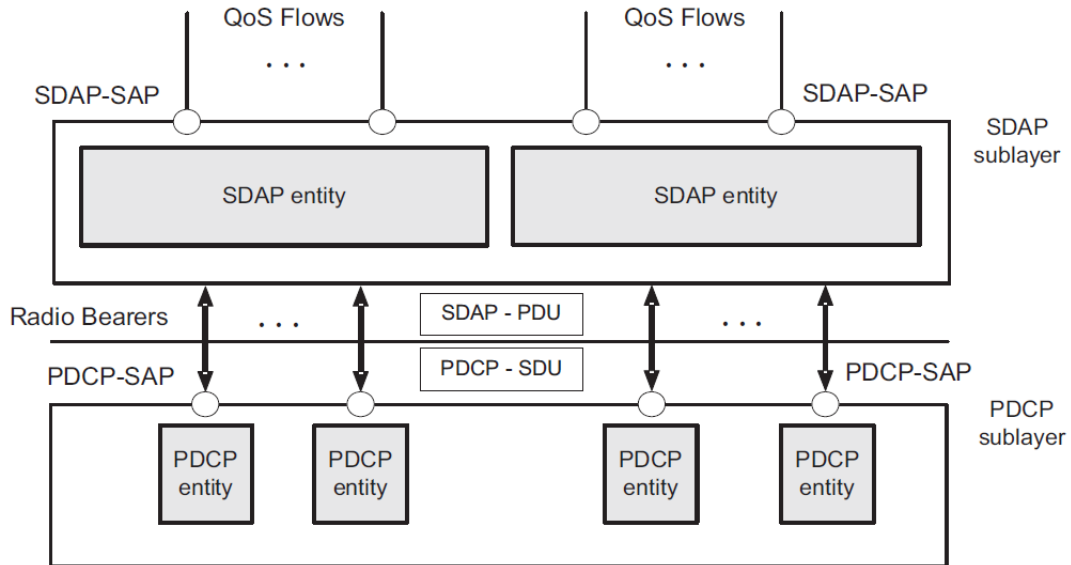 QoS Flows
QoS Flows
. . .
. . .
SDAP-SAP
SDAP-SAP
SDAP
sublayer
SDAP entity
SDAP entity
Radio Bearers
. . .
SDAP - PDU
. . .
PDCP-SAP
PDCP - SDU
PDCP-SAP
PDCP
sublayer
PDCP
entity
PDCP
entity
PDCP
entity
PDCP
entity